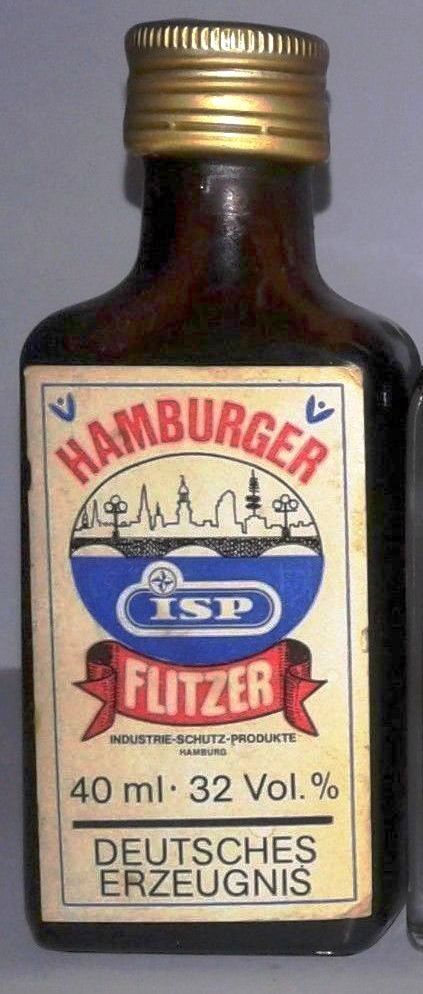 HAMBURGER
ISP
FLITZER
INDUSTRIE-SCHUTZ-PRODUKTE
HAMBURG
40 ml · 32 Vol. %
DEUTSCHES
ERZEUGNIS